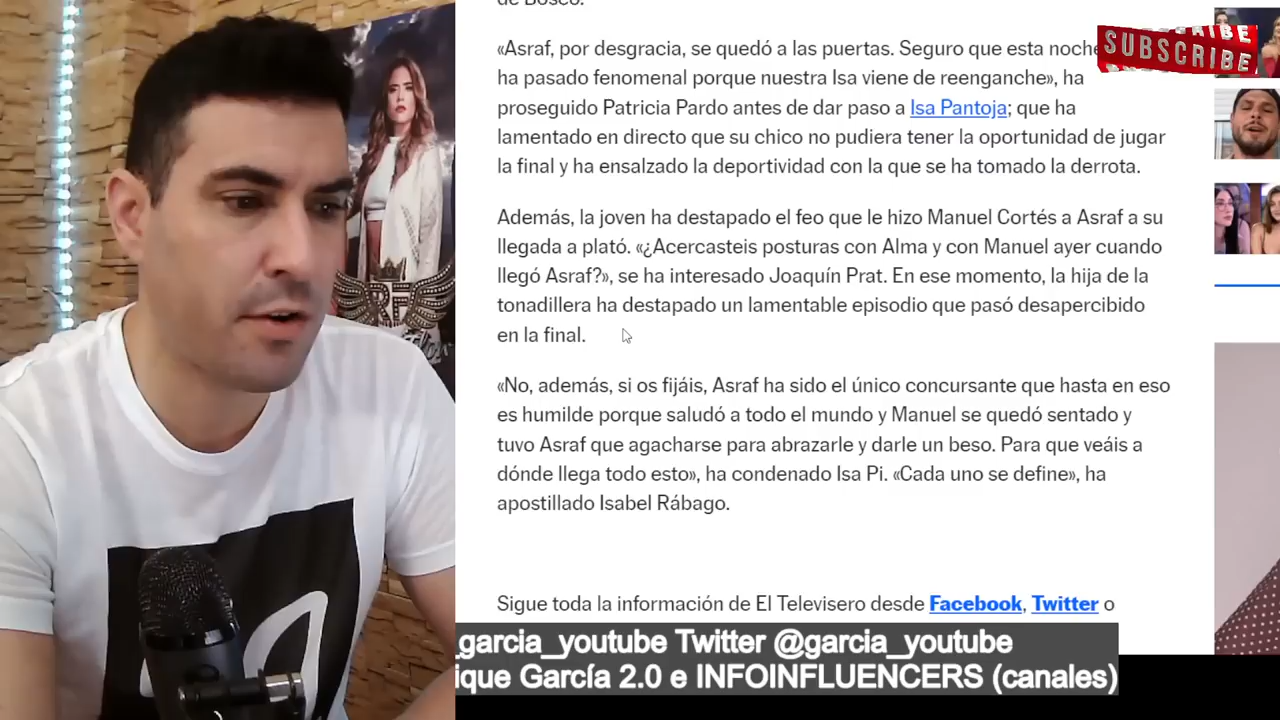 de Bosco.
«Asraf, por desgracia, se quedó a las puertas. Seguro que esta noche
ha pasado fenomenal porque nuestra Isa viene de reenganche», ha
proseguido Patricia Pardo antes de dar paso a Isa Pantoja; que ha
lamentado en directo que su chico no pudiera tener la oportunidad de jugar
la final y ha ensalzado la deportividad con la que se ha tomado la derrota.
Además, la joven ha destapado el feo que le hizo Manuel Cortés a Asraf a su
llegada a plató. «¿Acercasteis posturas con Alma y con Manuel ayer cuando
llegó Asraf?», se ha interesado Joaquín Prat. En ese momento, la hija de la
tonadillera ha destapado un lamentable episodio que pasó desapercibido
en la final.
«No, además, si os fijáis, Asraf ha sido el único concursante que hasta en eso
es humilde porque saludó a todo el mundo y Manuel se quedó sentado y
tuvo Asraf que agacharse para abrazarle y darle un beso. Para que veáis a
dónde llega todo esto», ha condenado Isa Pi. «Cada uno se define», ha
apostillado Isabel Rábago.
Sigue toda la información de El Televisero desde Facebook, Twitter o
_garcia_youtube Twitter @garcia_youtube
ique García 2.0 e INFOINFLUENCERS (canales)
SUBSCRIBE